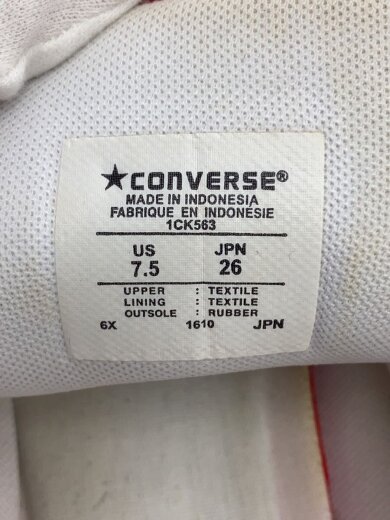 ★CONVERSE®
MADE IN INDONESIA
FABRIQUE EN INDONESIE
1CK563
US JPN
7.5 26
UPPER : TEXTILE
LINING : TEXTILE
OUTSOLE : RUBBER
6X 1610 JPN